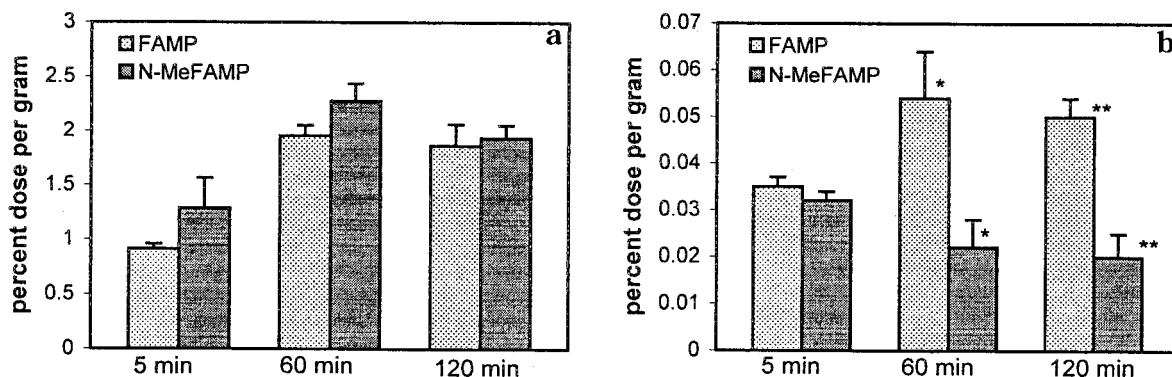 a
FAMP
N-MeFAMP
percent dose per gram
3
2.5
2
1.5
1
0.5
0
5 min 60 min 120 min
b
FAMP
N-MeFAMP
percent dose per gram
0.07
0.06
0.05
0.04
0.03
0.02
0.01
0
* **
* **
5 min 60 min 120 min